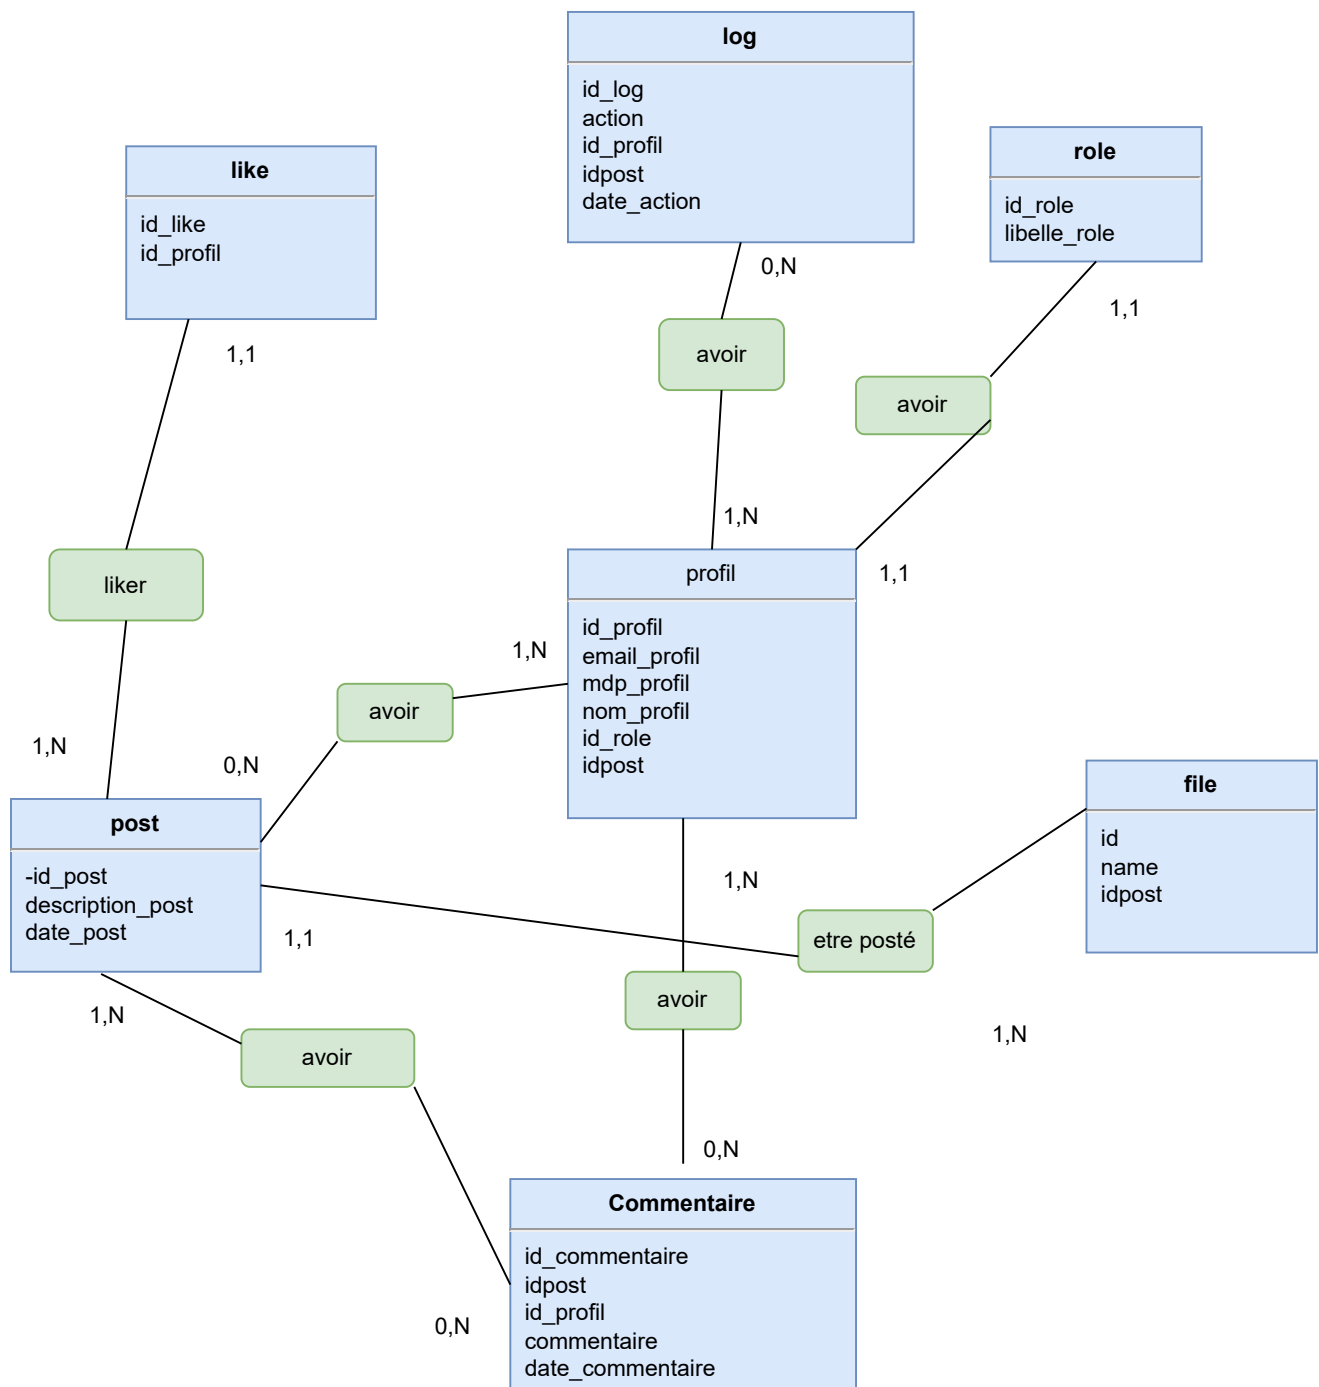 log
id_log
action
id_profil
idpost
date_action
role
id_role
libelle_role
like
id_like
id_profil
0,N
1,1
1,1
avoir
avoir
1,N
liker
profil
1,1
id_profil
email_profil
mdp_profil
nom_profil
id_role
idpost
1,N
avoir
1,N
0,N
file
id
name
idpost
post
-id_post
description_post
date_post
1,N
1,1
etre posté
avoir
1,N
1,N
avoir
0,N
Commentaire
id_commentaire
idpost
id_profil
commentaire
date_commentaire
0,N